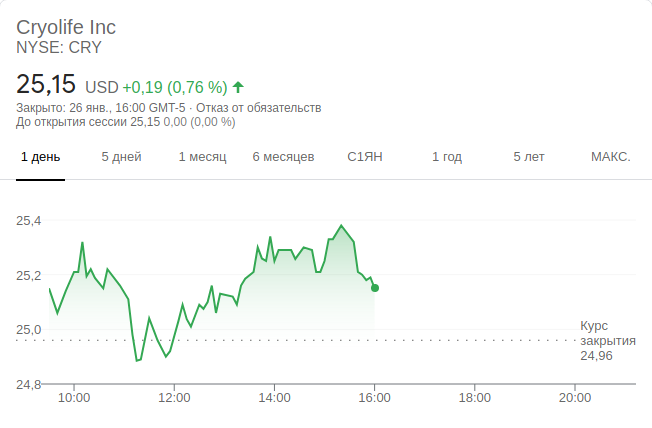 Cryolife Inc
NYSE: CRY
25,15 USD +0,19 (0,76 %)
Закрыто: 26 янв., 16:00 GMT-5 · Отказ от обязательств
До открытия сессии 25,15 0,00 (0,00 %)
1 день 5 дней 1 месяц 6 месяцев С1ЯН 1 год 5 лет МАКС.
25,4
25,2
25,0
Курс
закрытия
24,96
24,8
10:00 12:00 14:00 16:00 18:00 20:00